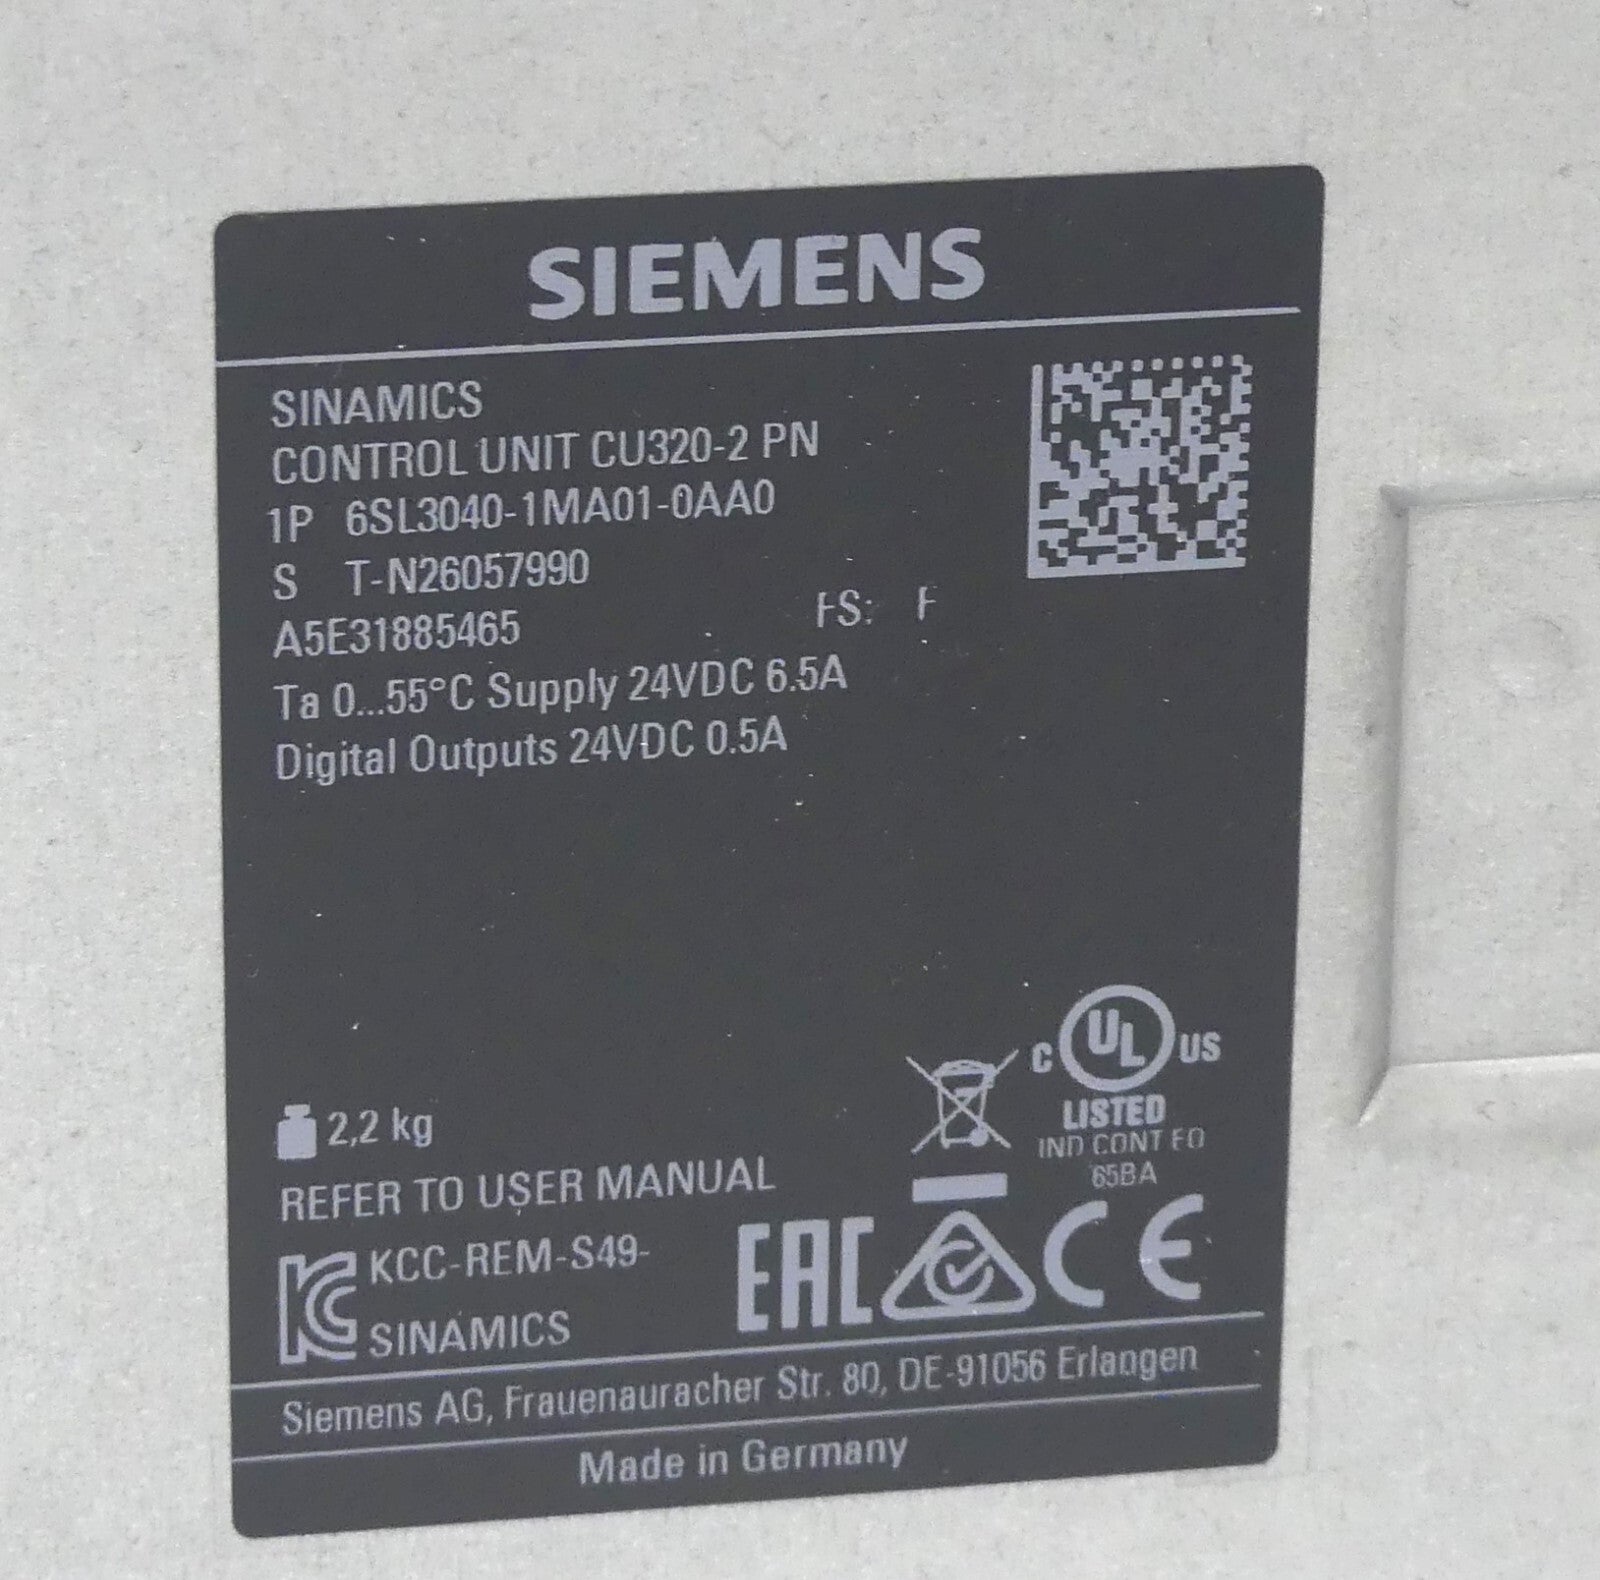 SIEMENS
SINAMICS
CONTROL UNIT CU320-2 PN
1P 6SL3040-1MA01-0AA0
S T-N26057990
A5E31885465 FS: F
Ta 0...55°C Supply 24VDC 6.5A
Digital Outputs 24VDC 0.5A
2,2 kg
C UL US
LISTED
IND CONT EQ
65BA
REFER TO USER MANUAL
KCC-REM-S49-
SINAMICS
EAC CE
Siemens AG, Frauenauracher Str. 80, DE-91056 Erlangen
Made in Germany